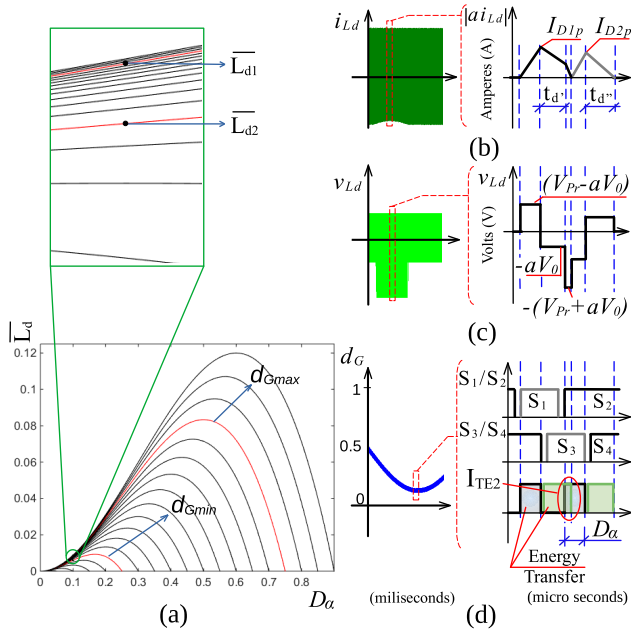 L̅d1
L̅d2
L̅d
0.12
0.1
0.08
0.06
0.04
0.02
0
0 0.1 0.2 0.3 0.4 0.5 0.6 0.7 0.8
Dα
dGmax
dGmin
(a)
iLd
|aiLd|
Amperes (A)
ID1p
ID2p
td'
td"
(b)
vLd
vLd
Volts (V)
(VPr-aV0)
-aV0
-(VPr+aV0)
(c)
dG
1
0.5
0
S1/S2
S1
S2
S3/S4
S3
S4
ITE2
Dα
Energy
Transfer
(miliseconds)
(micro seconds)
(d)